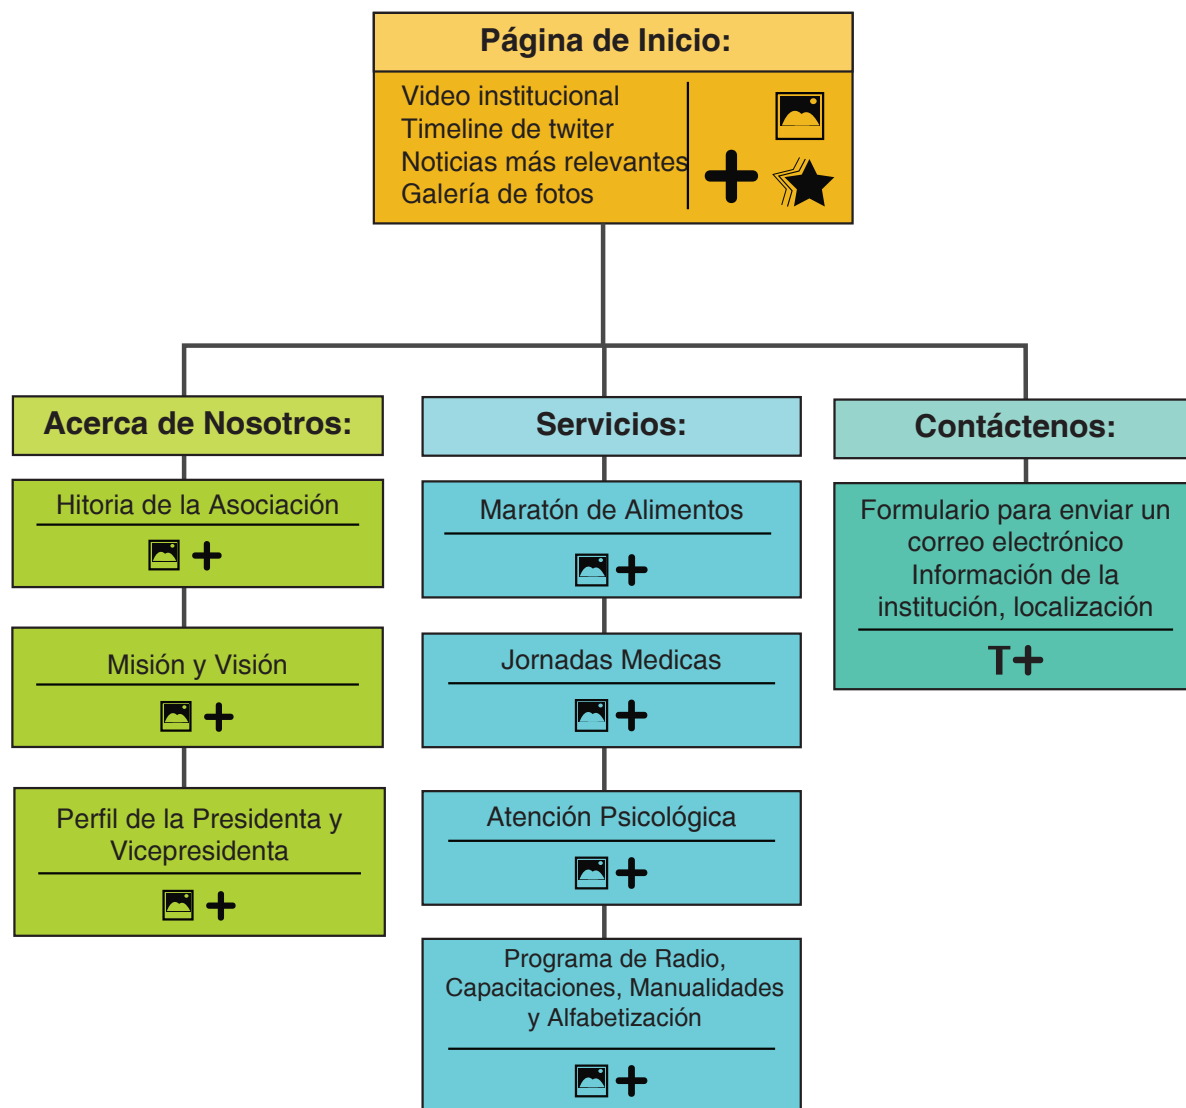 Página de Inicio:
Video institucional
Timeline de twiter
Noticias más relevantes
Galería de fotos
Acerca de Nosotros:
Hitoria de la Asociación
Misión y Visión
Perfil de la Presidenta y
Vicepresidenta
Servicios:
Maratón de Alimentos
Jornadas Medicas
Atención Psicológica
Programa de Radio,
Capacitaciones, Manualidades
y Alfabetización
Contáctenos:
Formulario para enviar un
correo electrónico
Información de la
institución, localización
T+